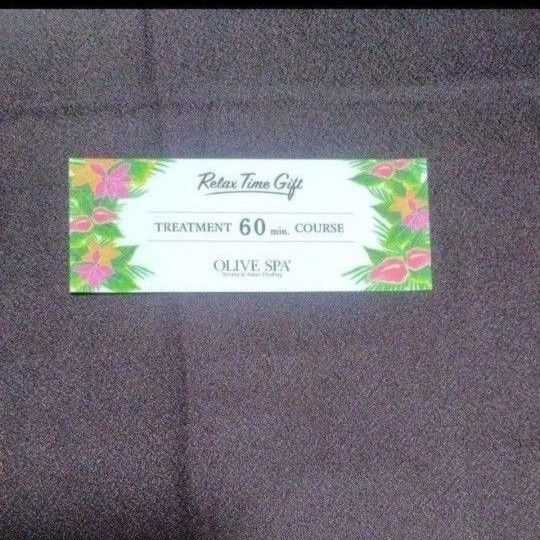 Relax Time Gift
TREATMENT 60 min. COURSE
OLIVE SPA